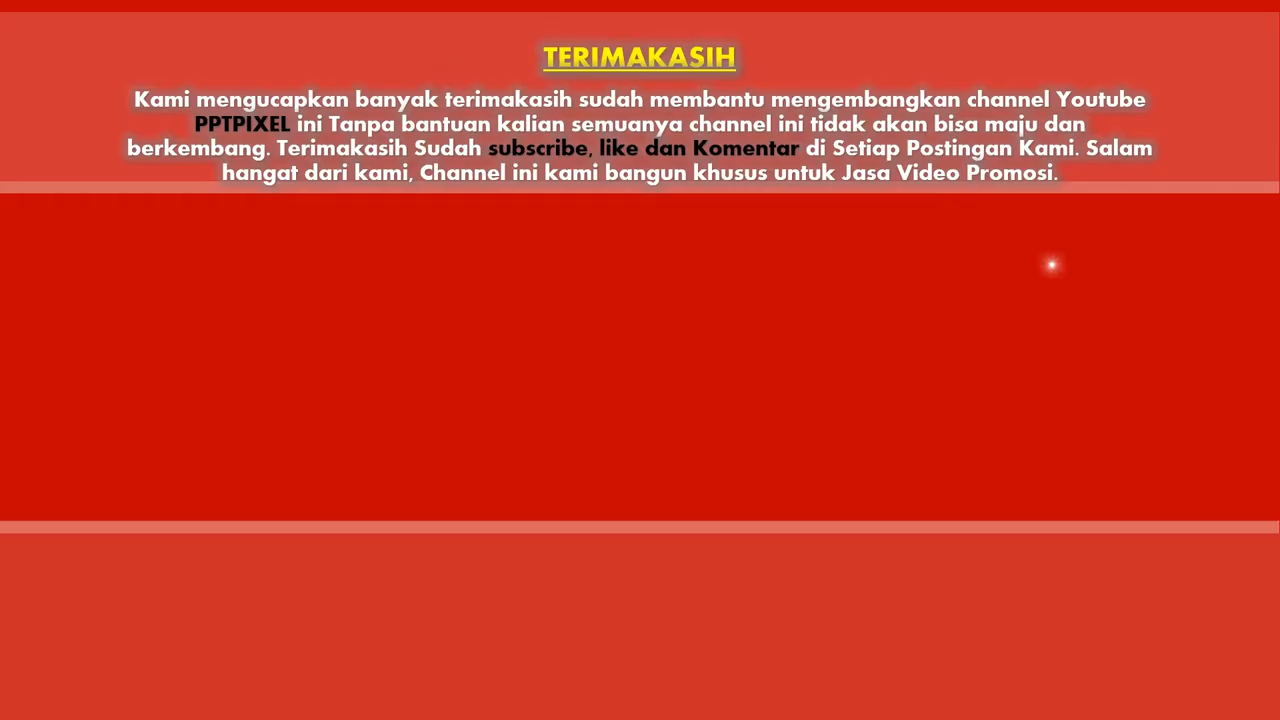 TERIMAKASIH
Kami mengucapkan banyak terimakasih sudah membantu mengembangkan channel Youtube
PPTPIXEL ini Tanpa bantuan kalian semuanya channel ini tidak akan bisa maju dan
berkembang. Terimakasih Sudah subscribe, like dan Komentar di Setiap Postingan Kami. Salam
hangat dari kami, Channel ini kami bangun khusus untuk Jasa Video Promosi.